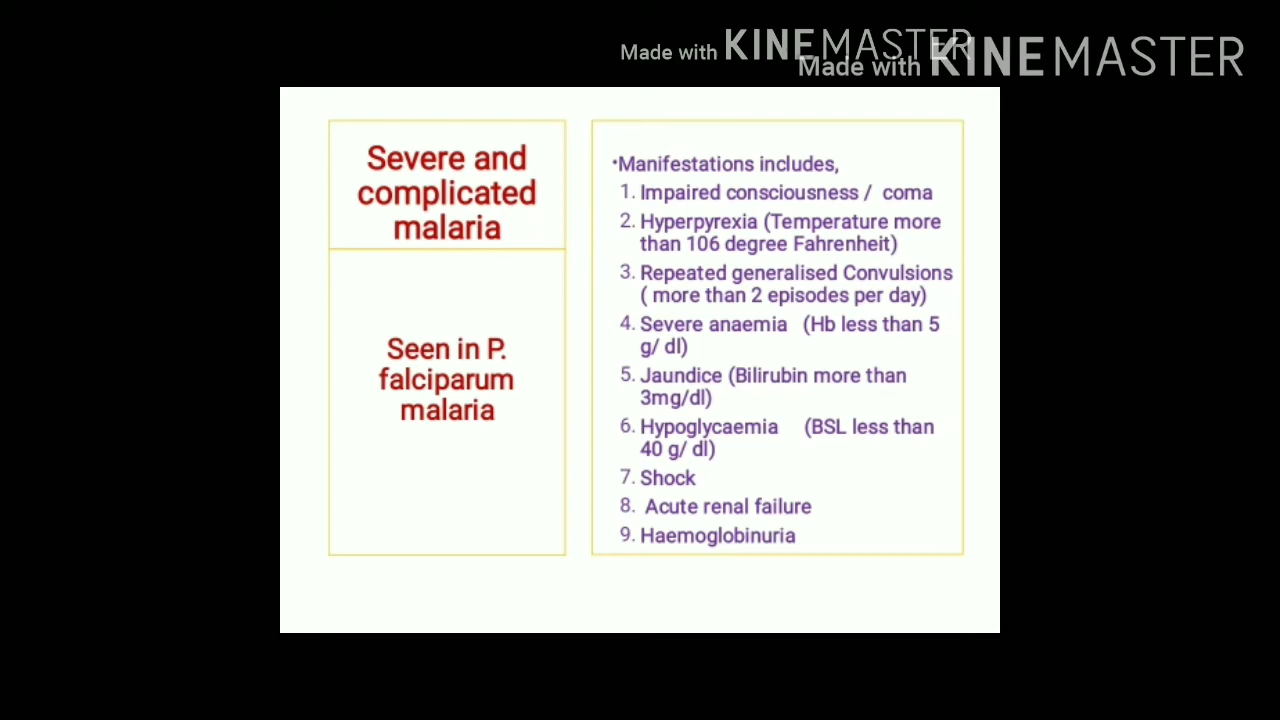 Made with KINEMASTER
Made with KINEMASTER
Severe and
complicated
malaria
Seen in P.
falciparum
malaria
•Manifestations includes,
1. Impaired consciousness / coma
2. Hyperpyrexia (Temperature more
than 106 degree Fahrenheit)
3. Repeated generalised Convulsions
( more than 2 episodes per day)
4. Severe anaemia (Hb less than 5
g/ dl)
5. Jaundice (Bilirubin more than
3mg/dl)
6. Hypoglycaemia (BSL less than
40 g/ dl)
7. Shock
8. Acute renal failure
9. Haemoglobinuria